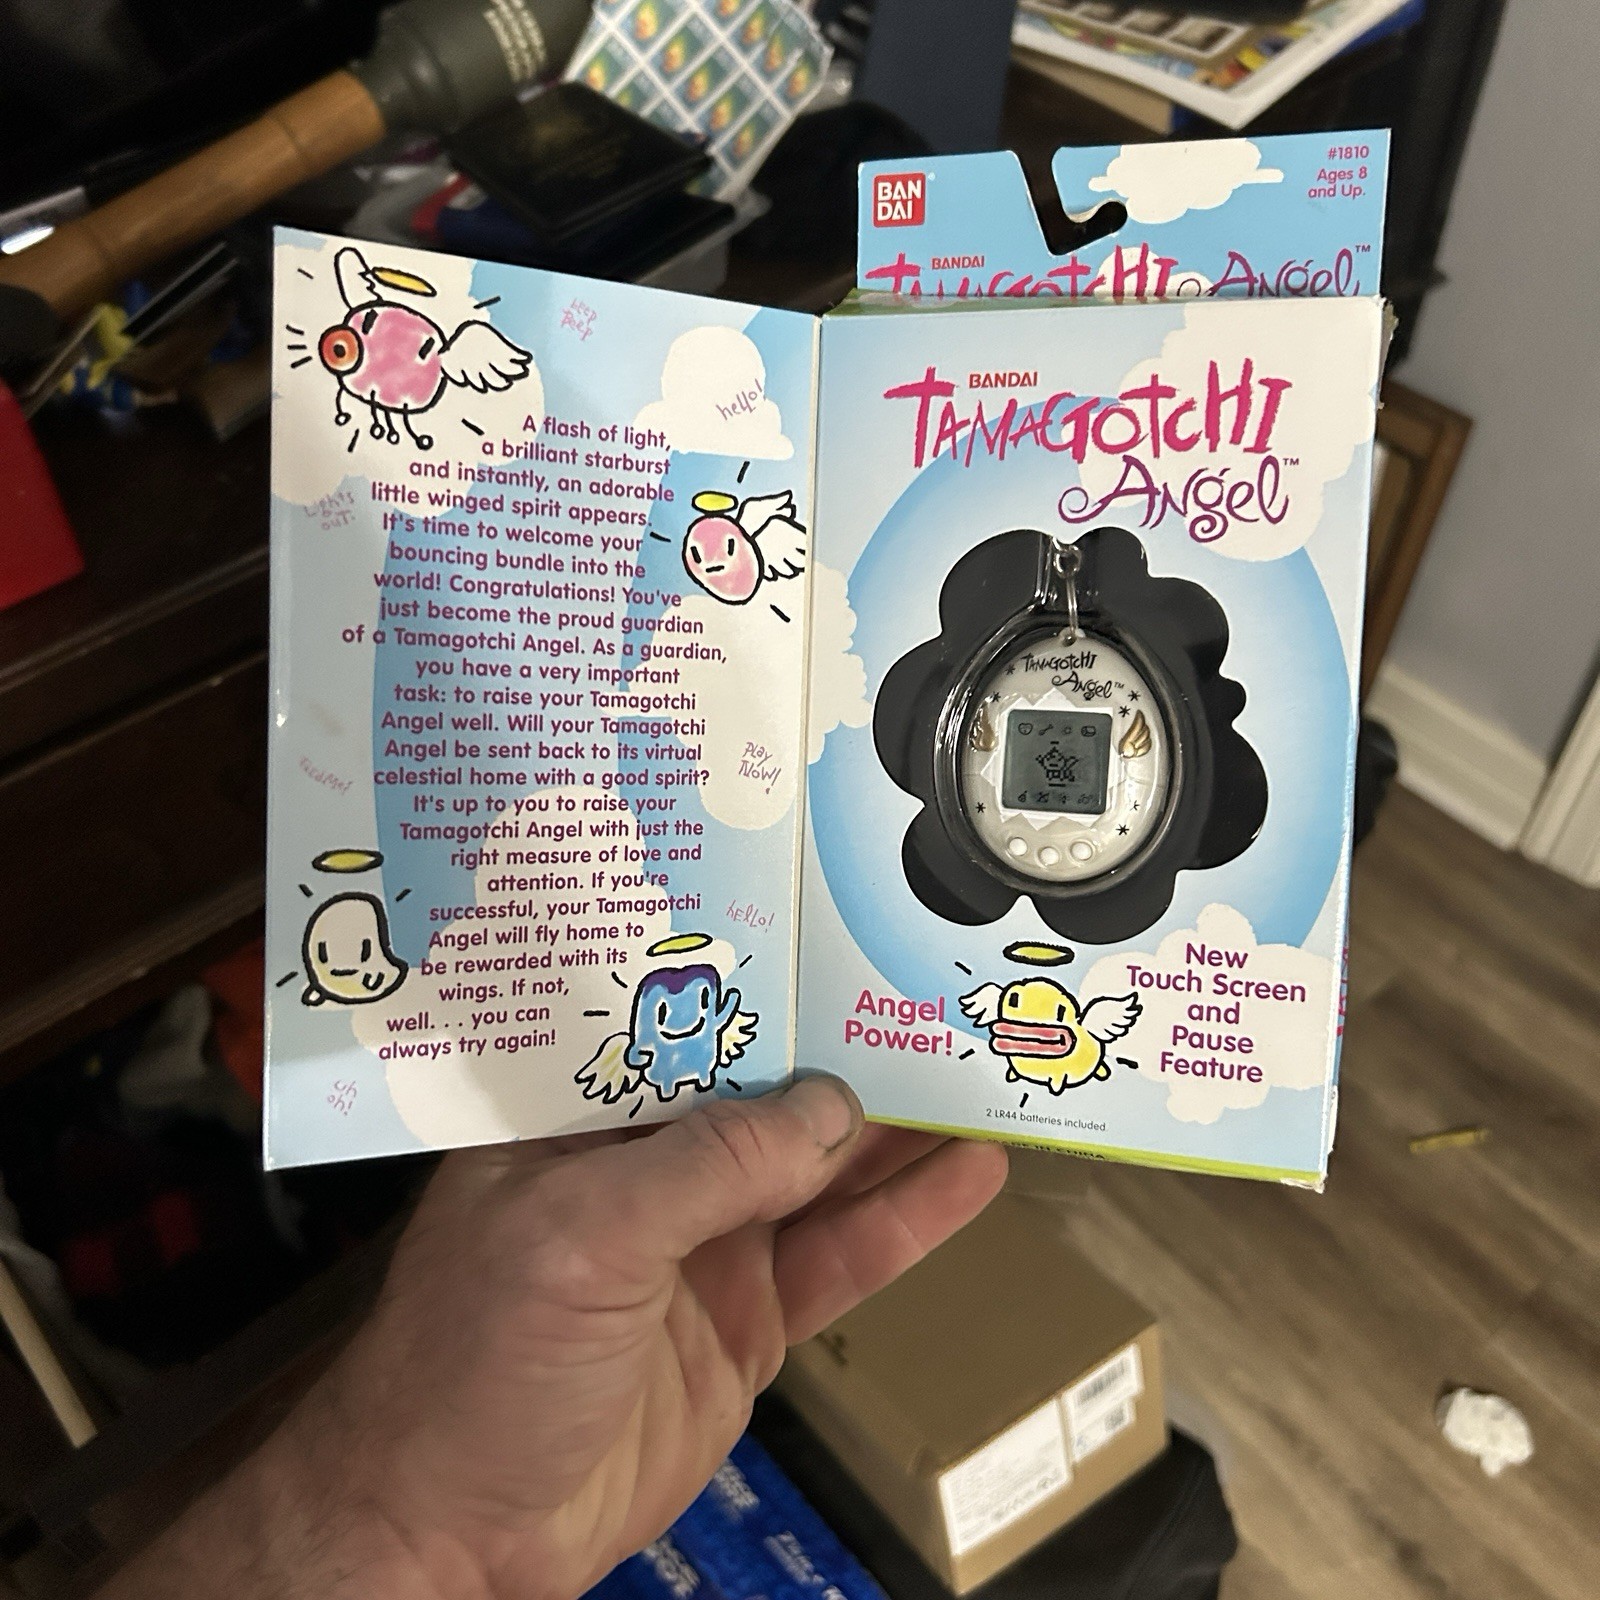 beep
beep
hello!
A flash of light,
a brilliant starburst
and instantly, an adorable
little winged spirit appears.
It's time to welcome your
bouncing bundle into the
world! Congratulations! You've
just become the proud guardian
of a Tamagotchi Angel. As a guardian,
you have a very important
task: to raise your Tamagotchi
Angel well. Will your Tamagotchi
Angel be sent back to its virtual
celestial home with a good spirit?
It's up to you to raise your
Tamagotchi Angel with just the
right measure of love and
attention. If you're
successful, your Tamagotchi
Angel will fly home to
be rewarded with its
wings. If not,
well. . . you can
always try again!
Lights
out.
Play
Now!
hello!
uh
oh!
BAN
DAI
#1810
Ages 8
and Up.
BANDAI
TAMAGOTCHI Angel™
BANDAI
TAMAGOTCHI
Angel™
TAMAGOTCHI
Angel™
Angel
Power!
New
Touch Screen
and
Pause
Feature
2 LR44 batteries included.
MADE IN CHINA